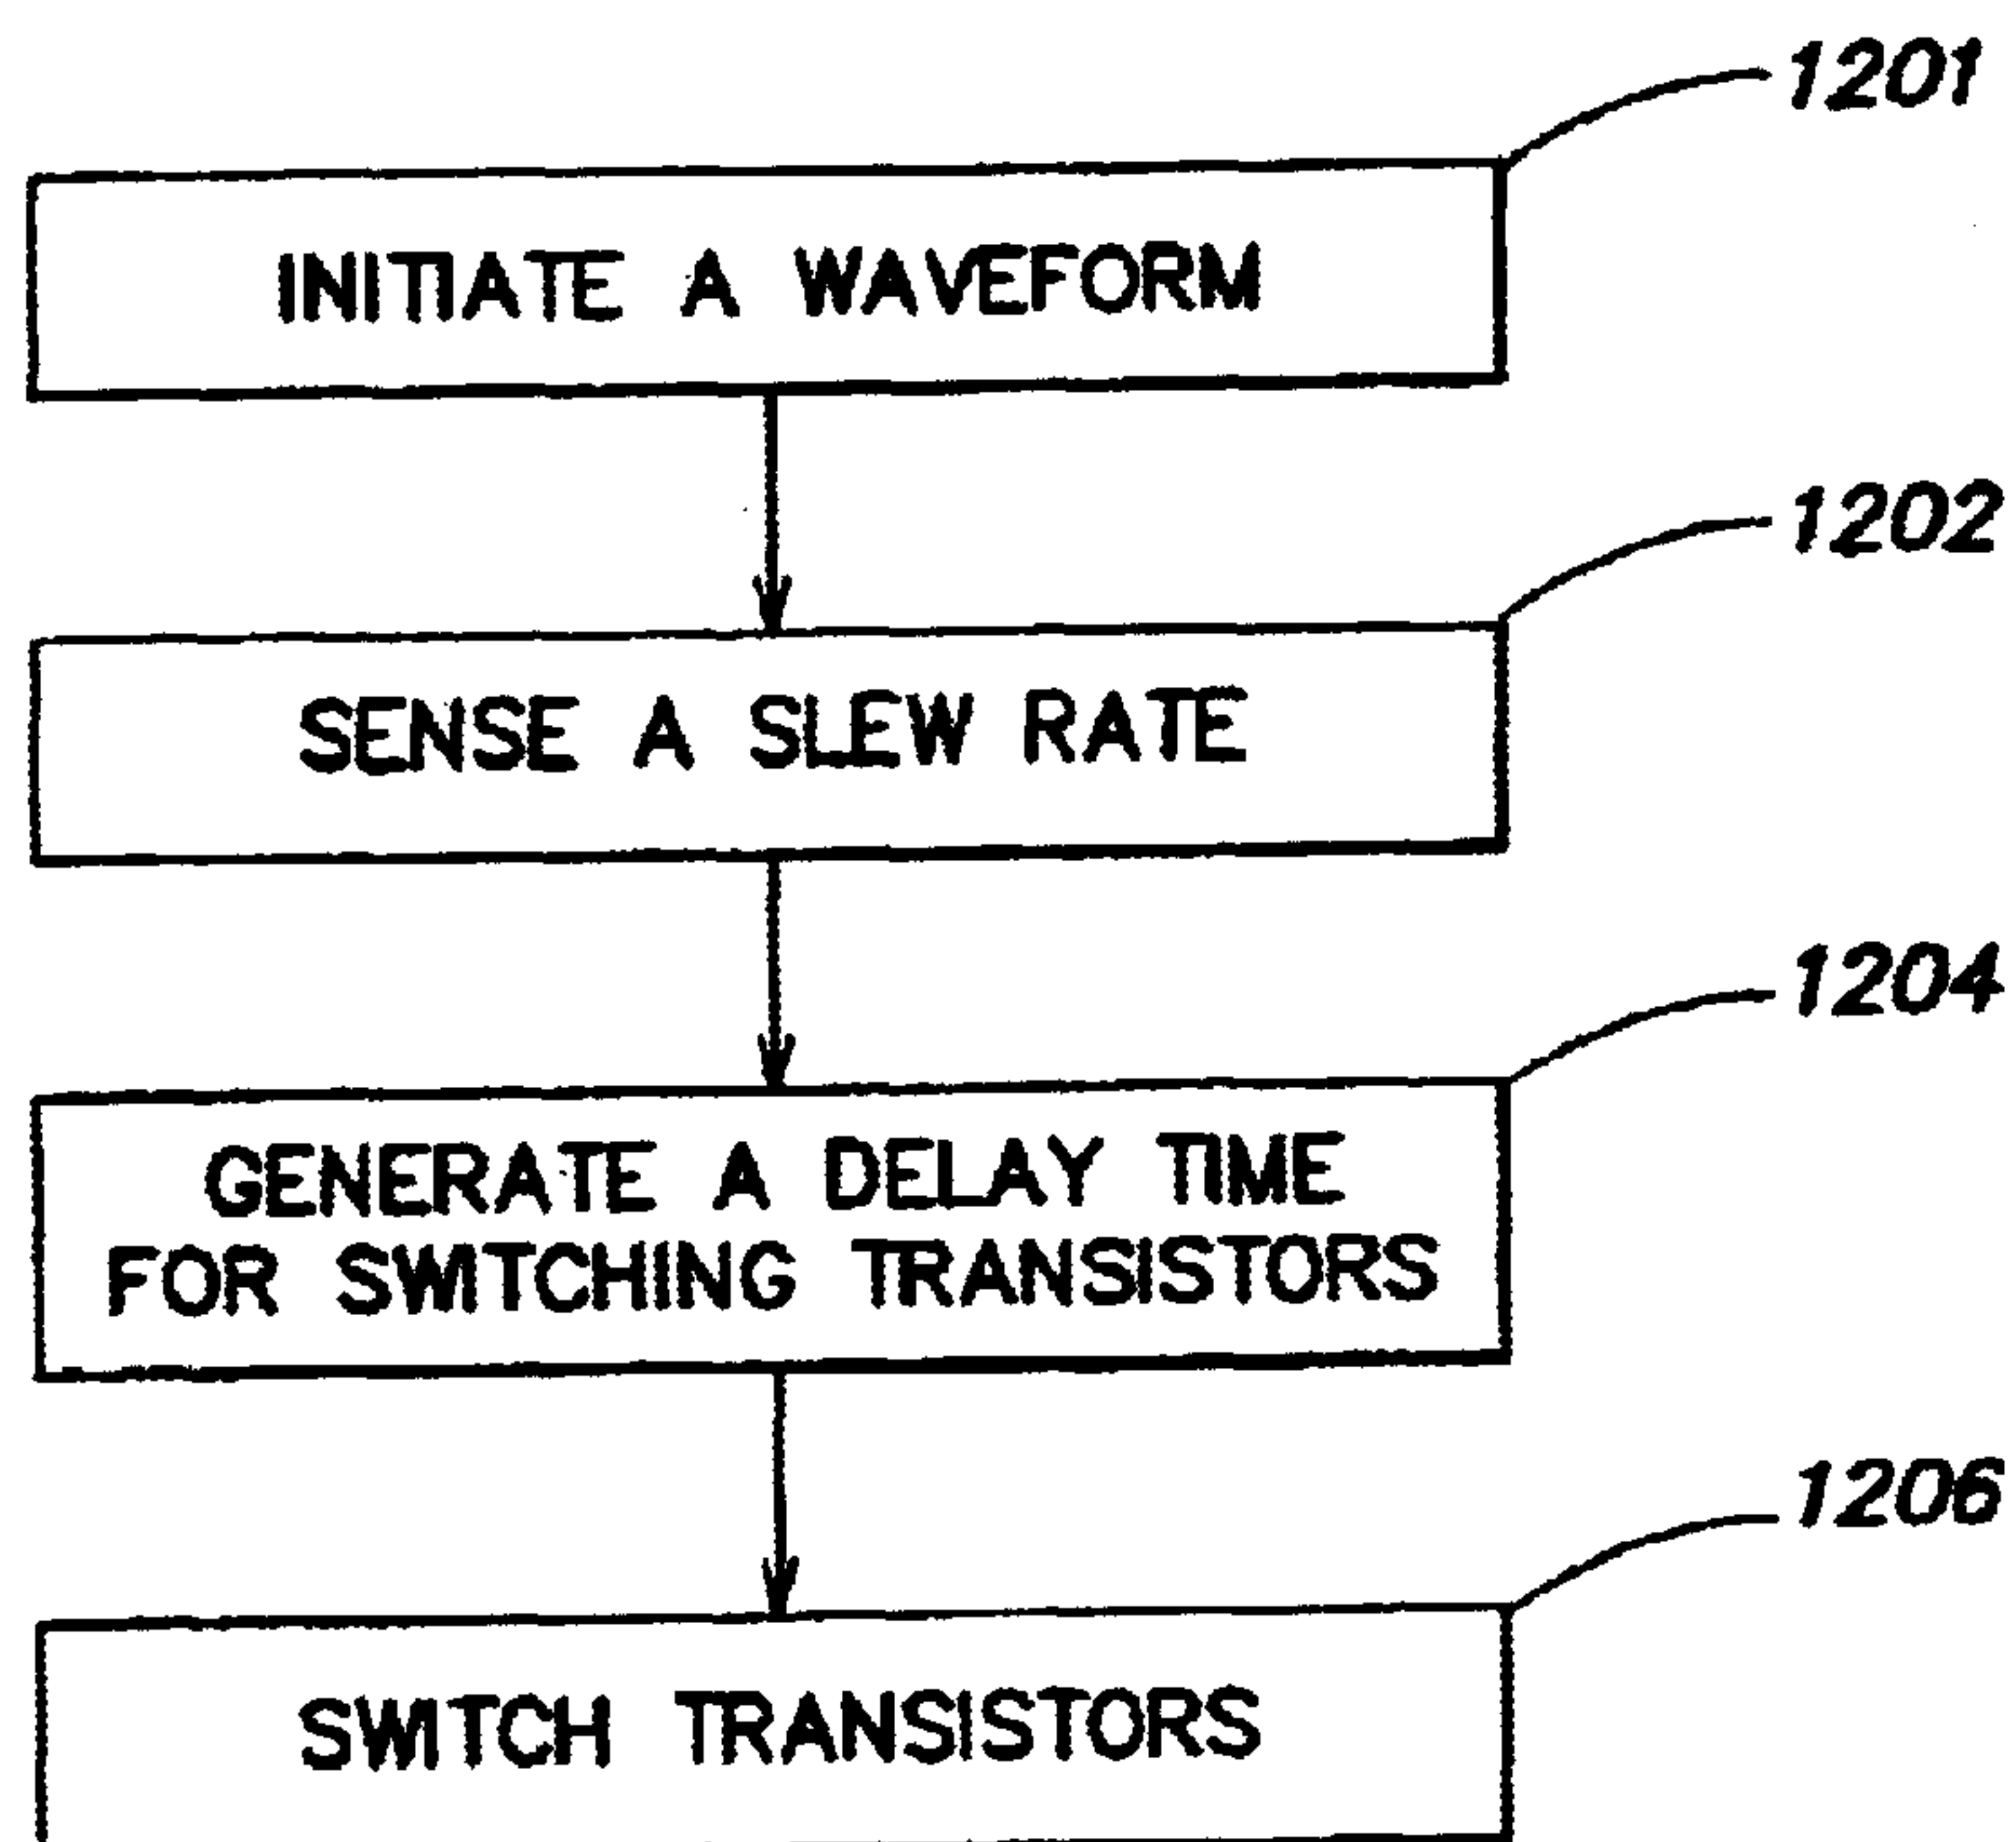 1201
INITIATE A WAVEFORM
1202
SENSE A SLEW RATE
1204
GENERATE A DELAY TIME
FOR SWITCHING TRANSISTORS
1206
SWITCH TRANSISTORS